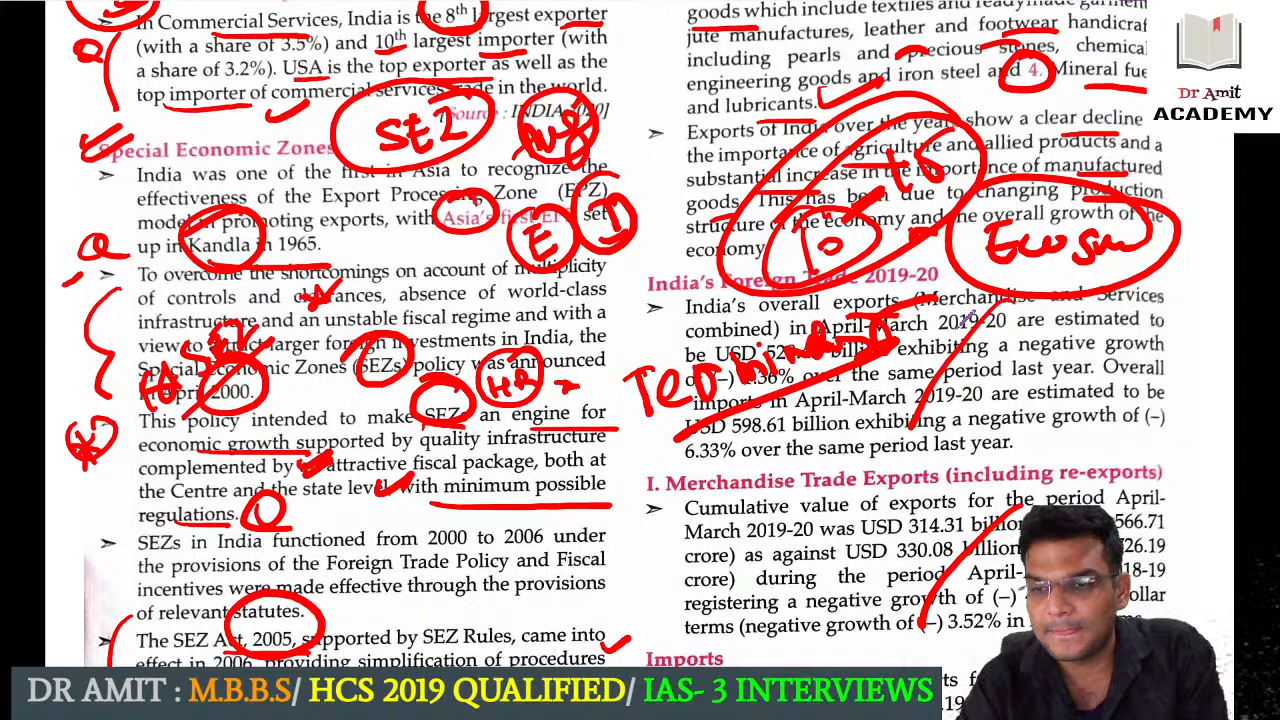 In Commercial Services, India is the 8th largest exporter
(with a share of 3.5%) and 10th largest importer (with
a share of 3.2%). USA is the top exporter as well as the
top importer of commercial services trade in the world.
[Source : INDIA 2020]
SEZ
Special Economic Zones
India was one of the first in Asia to recognize the
effectiveness of the Export Processing Zone (EPZ)
model in promoting exports, with Asia's first EPZ set
up in Kandla in 1965.
E
To overcome the shortcomings on account of multiplicity
of controls and clearances, absence of world-class
infrastructure and an unstable fiscal regime and with a
view to attract larger foreign investments in India, the
Special Economic Zones (SEZs) policy was announced
in April 2000.
HR
This policy intended to make SEZ an engine for
economic growth supported by quality infrastructure
complemented by attractive fiscal package, both at
the Centre and the state level, with minimum possible
regulations.
SEZs in India functioned from 2000 to 2006 under
the provisions of the Foreign Trade Policy and Fiscal
incentives were made effective through the provisions
of relevant statutes.
The SEZ Act, 2005, supported by SEZ Rules, came into
effect in 2006, providing simplification of procedures
goods which include textiles and readymade garment
jute manufactures, leather and footwear handicraf
including pearls and precious stones, chemical
engineering goods and iron steel and 4. Mineral fue
and lubricants.
Exports of India over the years show a clear decline
the importance of agriculture and allied products and a
substantial increase in the importance of manufactured
goods. This has been due to changing production
structure of the economy and the overall growth of the
economy.
India's Foreign Trade 2019-20
India's overall exports (Merchandise and Services
combined) in April-March 2019-20 are estimated to
be USD billion exhibiting a negative growth
of (–) 1.36% over the same period last year. Overall
imports in April-March 2019-20 are estimated to be
USD 598.61 billion exhibiting a negative growth of (–)
6.33% over the same period last year.
I. Merchandise Trade Exports (including re-exports)
Cumulative value of exports for the period April-
March 2019-20 was USD 314.31 billion 566.71
crore) as against USD 330.08 billion 26.19
crore) during the period April- 18-19
registering a negative growth of (–) Dollar
terms (negative growth of (–) 3.52% in
Imports
Dr Amit
ACADEMY
DR AMIT : M.B.B.S/ HCS 2019 QUALIFIED/ IAS- 3 INTERVIEWS